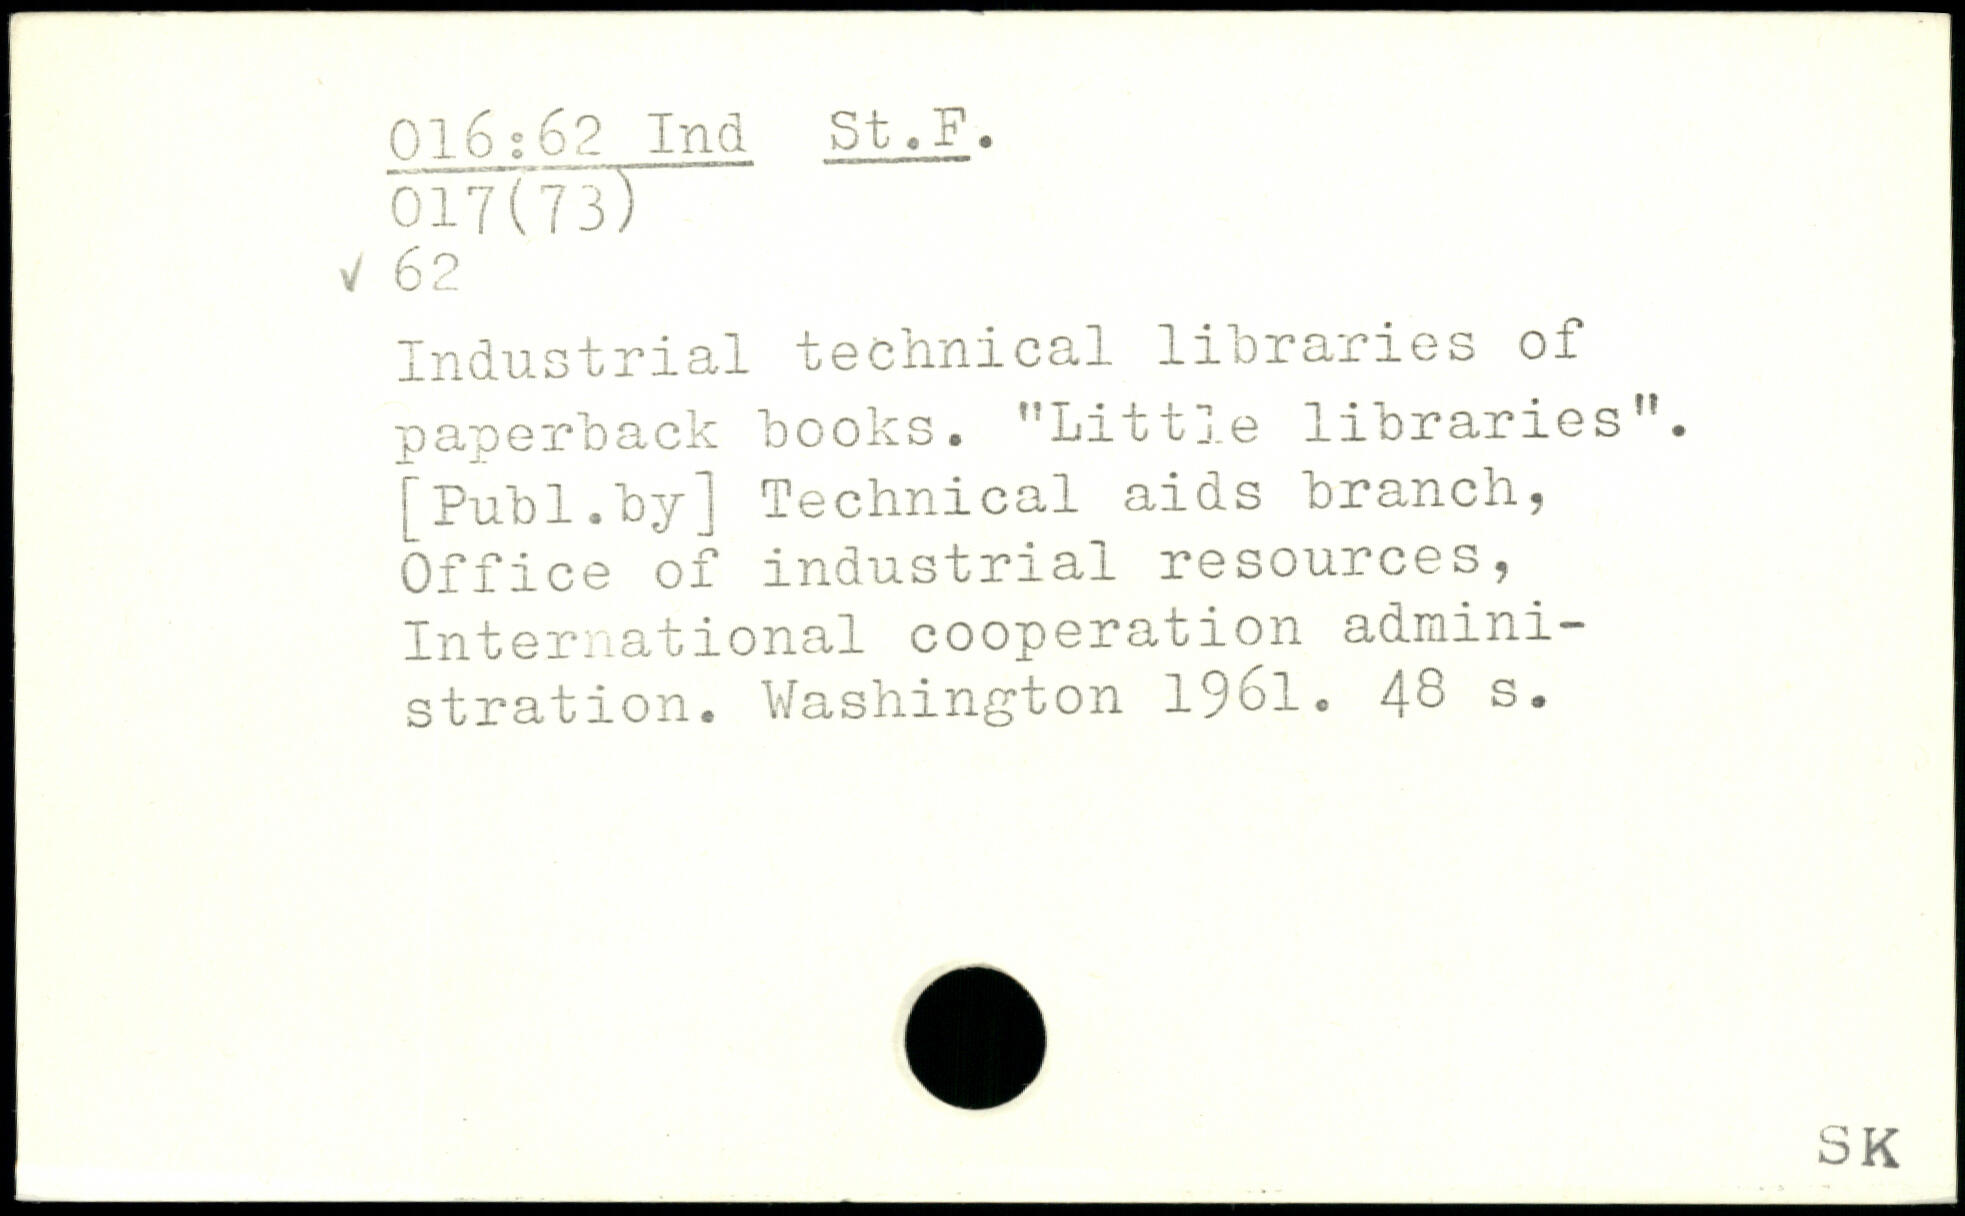 016:62 Ind St.F.
017(73)
✓ 62
Industrial technical libraries of
paperback books. "Little libraries".
[Publ.by] Technical aids branch,
Office of industrial resources,
International cooperation admini-
stration. Washington 1961. 48 s.
SK